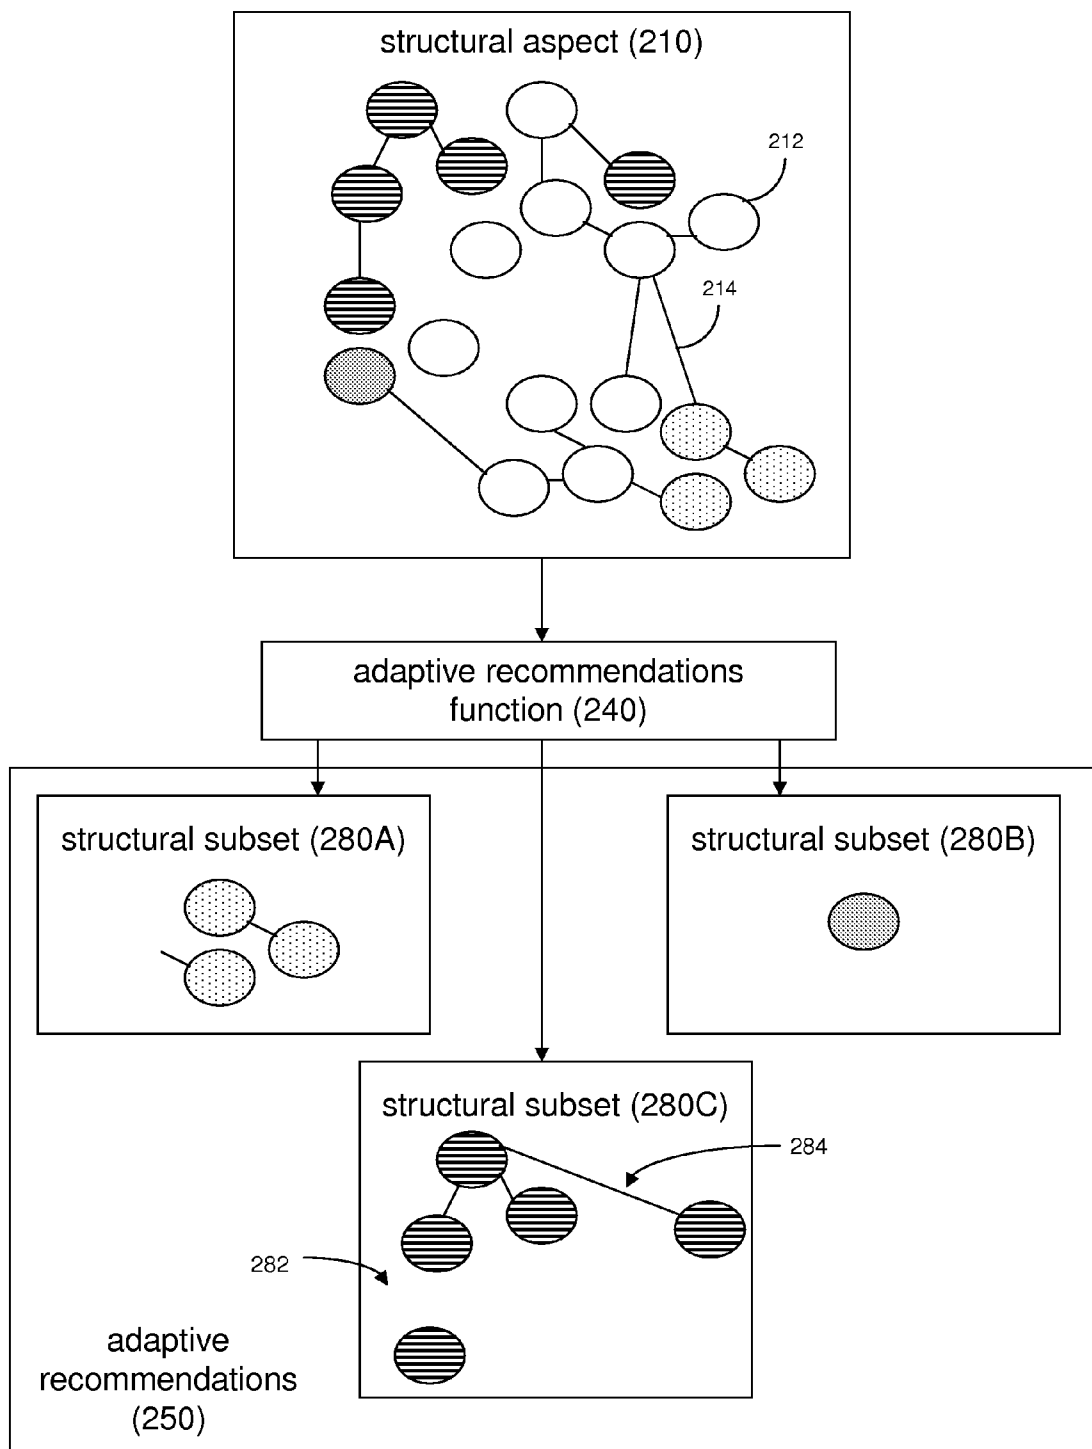 structural aspect (210)
212
214
adaptive recommendations
function (240)
structural subset (280A)
structural subset (280B)
structural subset (280C)
284
282
adaptive
recommendations
(250)